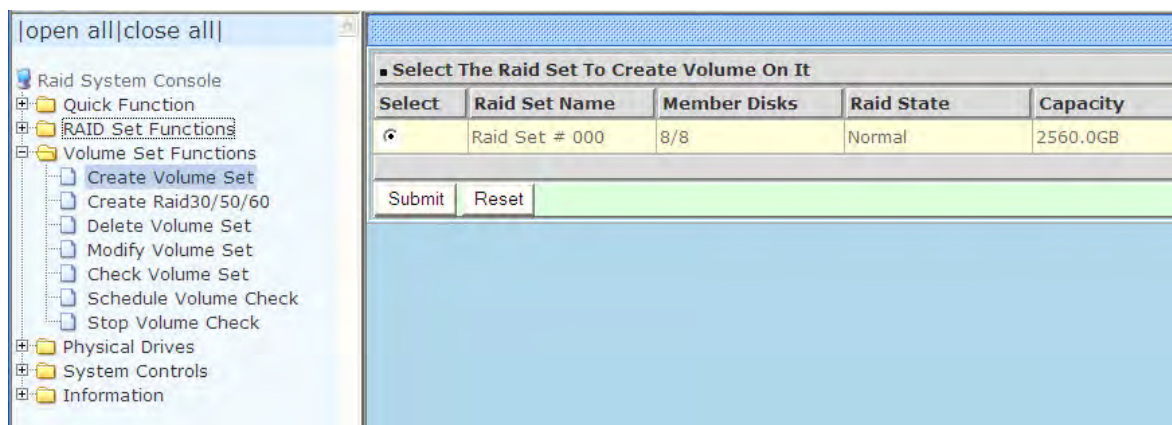 |open all|close all|
Raid System Console
Quick Function
RAID Set Functions
Volume Set Functions
Create Volume Set
Create Raid30/50/60
Delete Volume Set
Modify Volume Set
Check Volume Set
Schedule Volume Check
Stop Volume Check
Physical Drives
System Controls
Information
Select The Raid Set To Create Volume On It
Select Raid Set Name Member Disks Raid State Capacity
Raid Set # 000 8/8 Normal 2560.0GB
Submit Reset